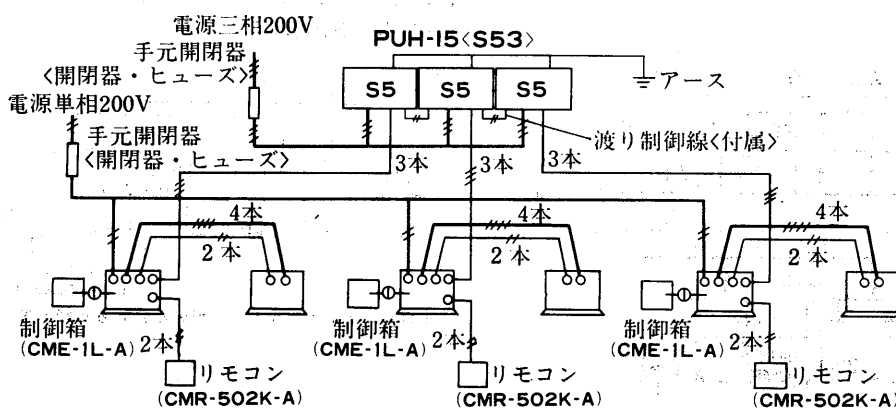 電源三相200V
手元開閉器
<開閉器・ヒューズ>
PUH-15<S53>
S5
S5
S5
アース
電源単相200V
手元開閉器
<開閉器・ヒューズ>
渡り制御線<付属>
3本
3本
3本
4本
2本
4本
2本
4本
2本
制御箱
(CME-1L-A)
2本
リモコン
(CMR-502K-A)
制御箱
(CME-1L-A)
2本
リモコン
(CMR-502K-A)
制御箱
(CME-1L-A)
2本
リモコン
(CMR-502K-A)